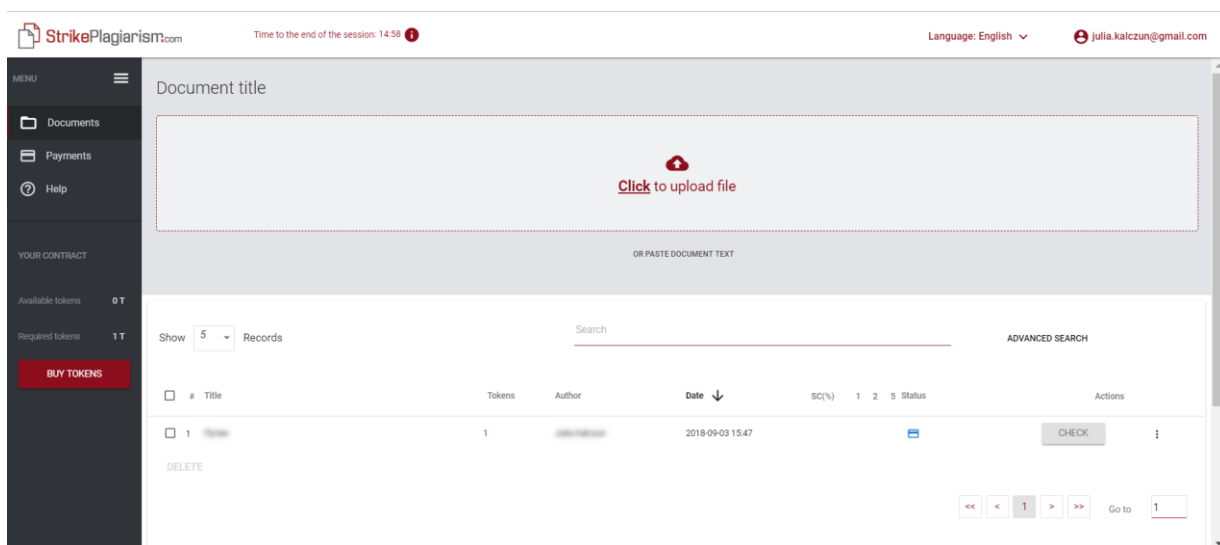 StrikePlagiarism.com
Time to the end of the session: 14:58
Language: English
julia.kalczun@gmail.com
MENU
Documents
Payments
Help
YOUR CONTRACT
Available tokens 0 T
Required tokens 1 T
BUY TOKENS
Document title
Click to upload file
OR PASTE DOCUMENT TEXT
Show 5 Records
Search
ADVANCED SEARCH
# Title Tokens Author Date SC(%) 1 2 5 Status Actions
1 1 2018-09-03 15:47 CHECK
DELETE
<< < 1 > >> Go to 1